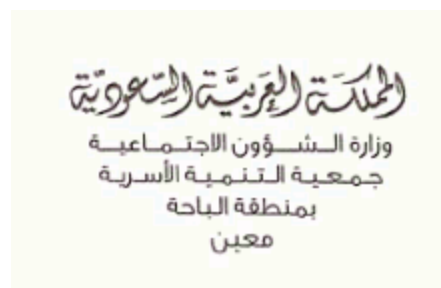 المملكة العربية السعودية
وزارة الشؤون الاجتماعية
جمعية التنمية الأسرية
بمنطقة الباحة
معين